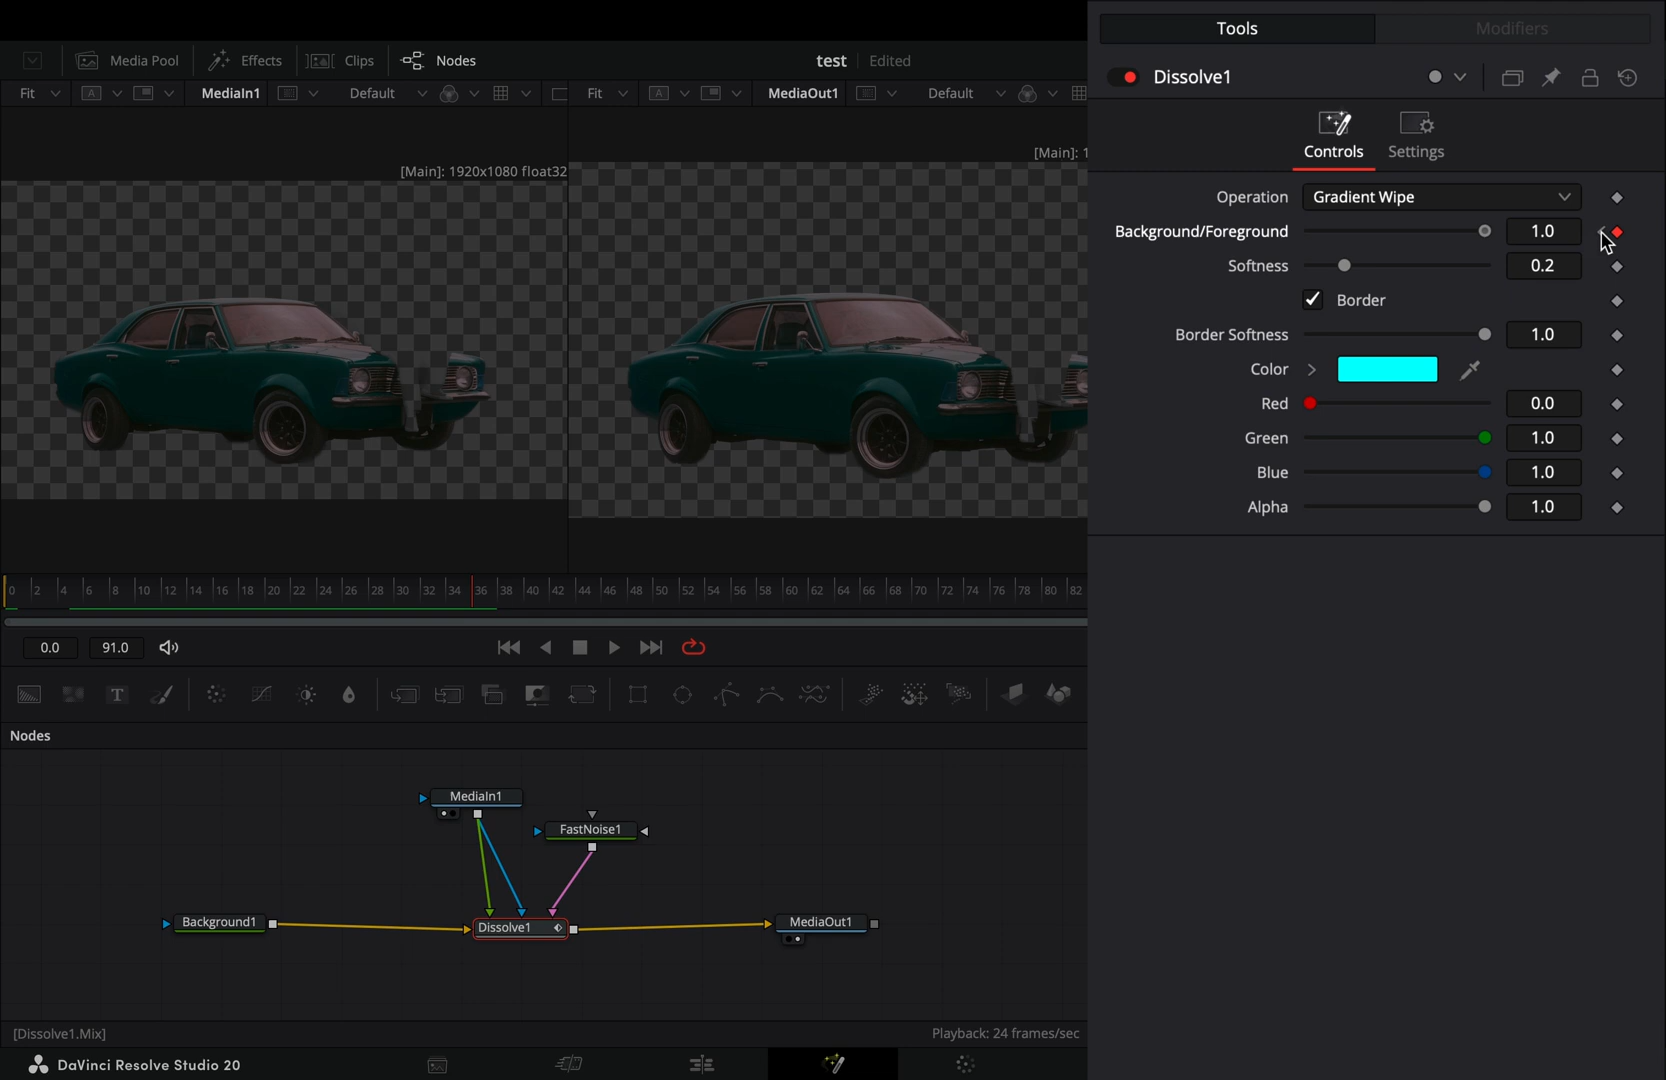 Tools
Modifiers
Media Pool
Effects
Clips
Nodes
test
Edited
Dissolve1
Fit
A
MediaIn1
Default
Fit
A
MediaOut1
Default
Controls
Settings
[Main]: 1920x1080 float32
[Main]: 1
Operation
Gradient Wipe
Background/Foreground
1.0
Softness
0.2
Border
Border Softness
1.0
Color
Red
0.0
Green
1.0
Blue
1.0
Alpha
1.0
0 2 4 6 8 10 12 14 16 18 20 22 24 26 28 30 32 34 36 38 40 42 44 46 48 50 52 54 56 58 60 62 64 66 68 70 72 74 76 78 80 82
0.0
91.0
T
Nodes
MediaIn1
FastNoise1
Background1
Dissolve1
MediaOut1
[Dissolve1.Mix]
Playback: 24 frames/sec
DaVinci Resolve Studio 20